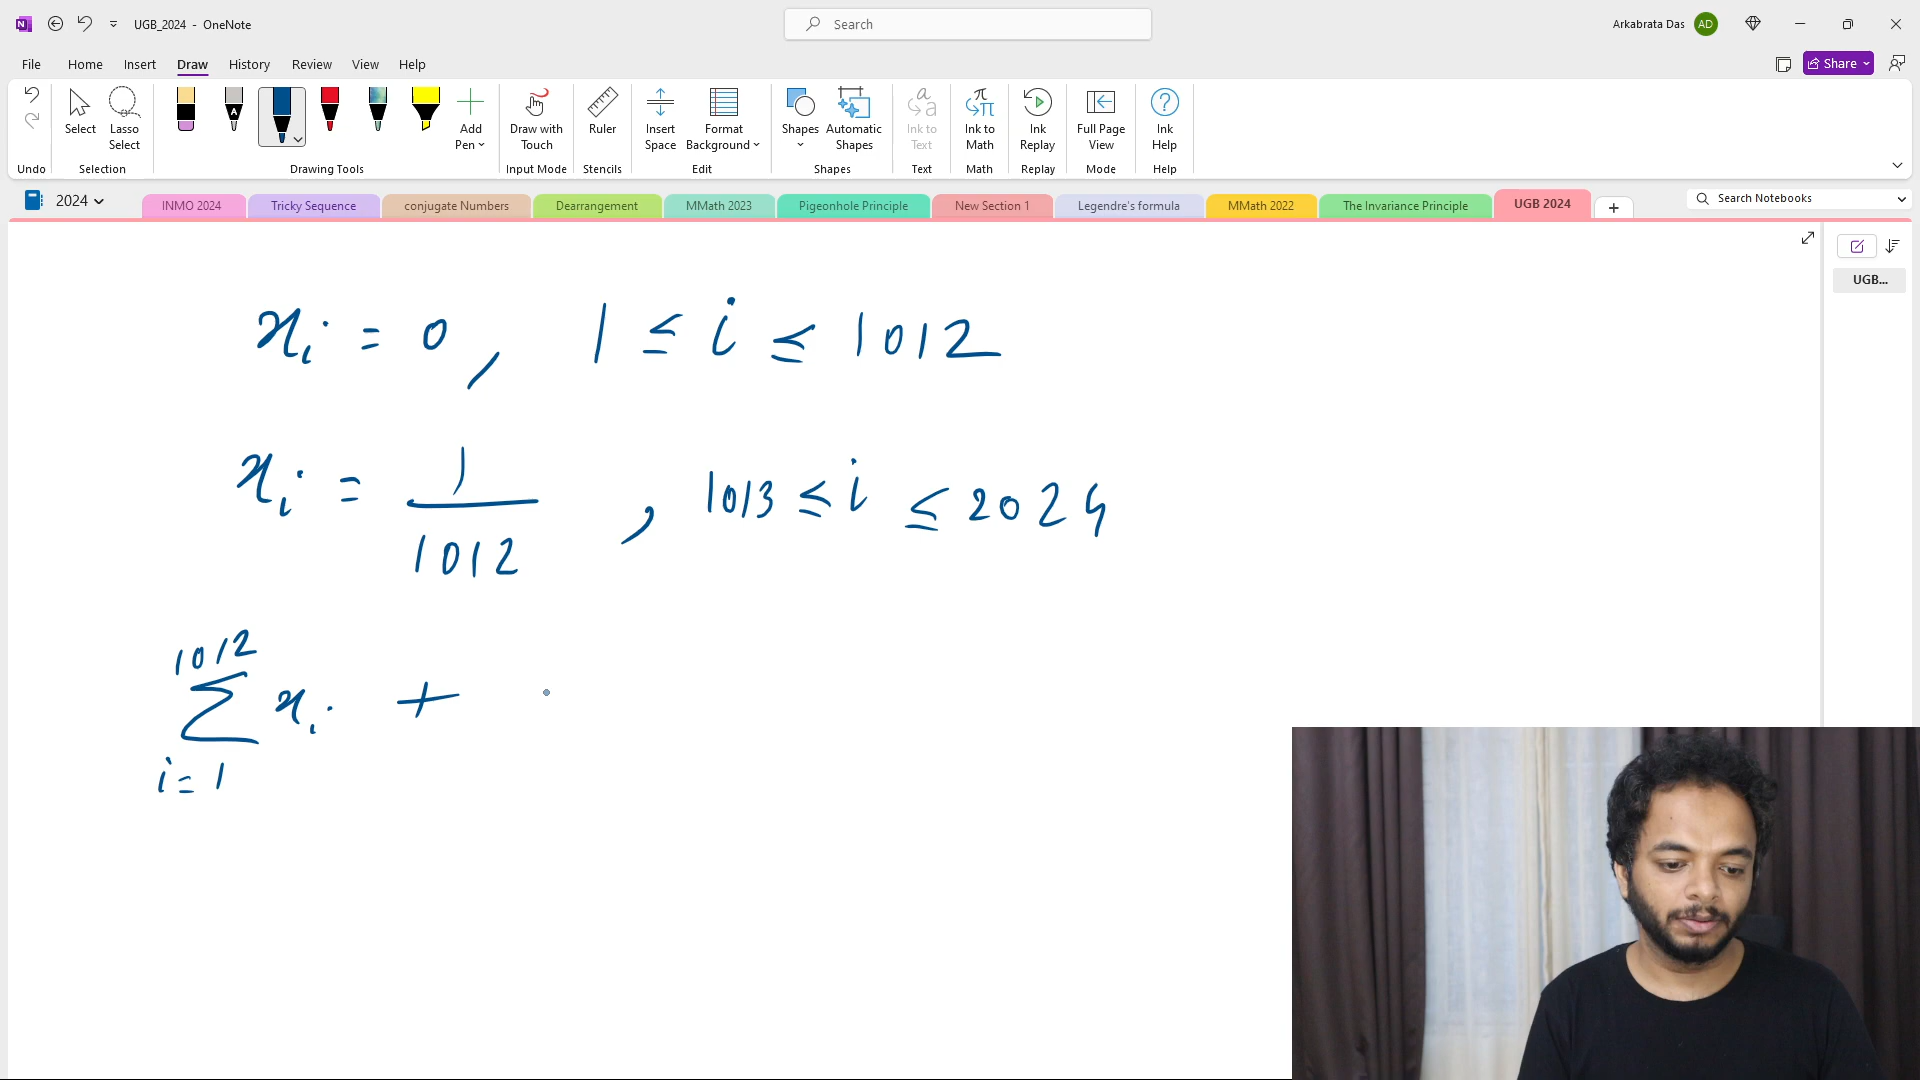 UGB_2024 - OneNote
Search
Arkabrata Das AD
File Home Insert Draw History Review View Help
Share
Select
Lasso Select
Add Pen
Draw with Touch
Ruler
Insert Space
Format Background
Shapes
Automatic Shapes
Ink to Text
Ink to Math
Ink Replay
Full Page View
Ink Help
Undo Selection Drawing Tools Input Mode Stencils Edit Shapes Text Math Replay Mode Help
2024
INMO 2024 Tricky Sequence conjugate Numbers Dearrangement MMath 2023 Pigeonhole Principle New Section 1 Legendre's formula MMath 2022 The Invariance Principle UGB 2024 +
Search Notebooks
UGB...
x_i = 0 , 1 ≤ i ≤ 1012
x_i = 1/1012 , 1013 ≤ i ≤ 2024
1012
∑ x_i +
i = 1